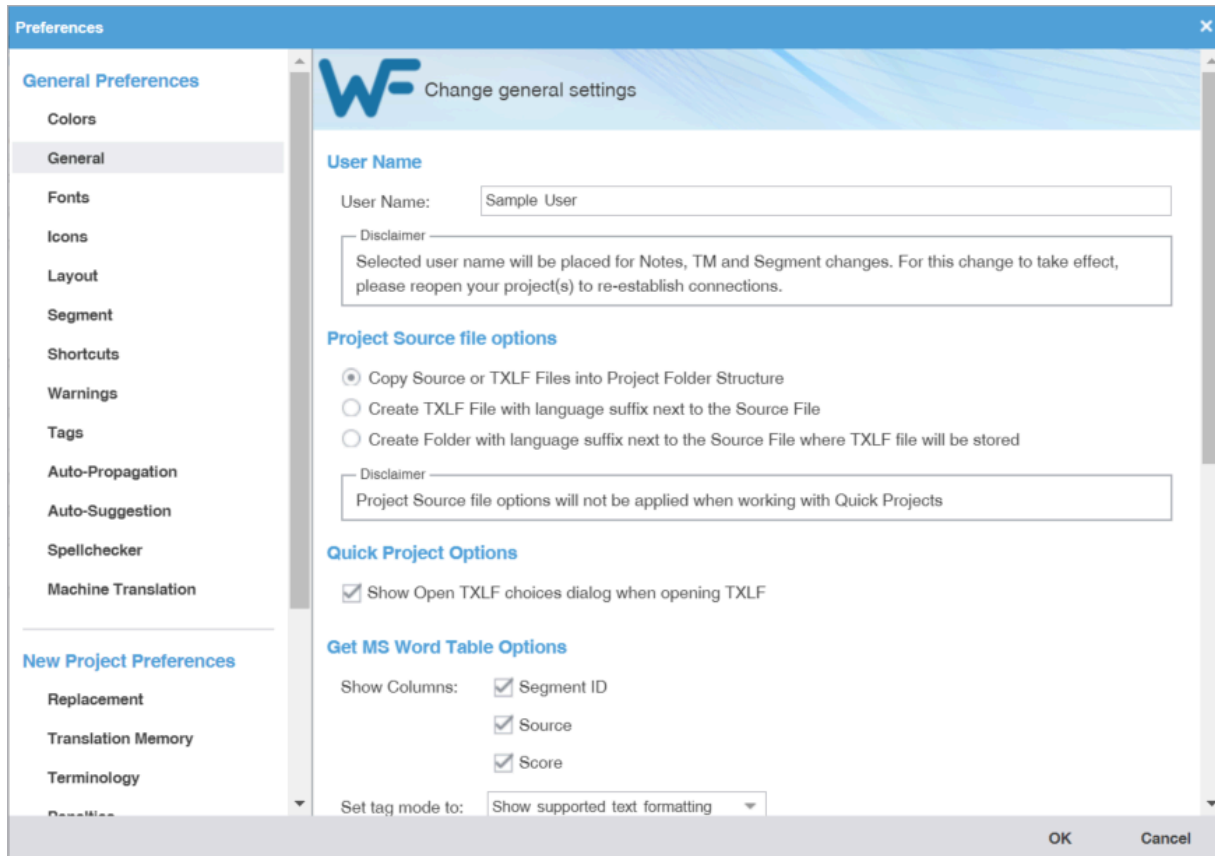 Preferences
General Preferences
Colors
General
Fonts
Icons
Layout
Segment
Shortcuts
Warnings
Tags
Auto-Propagation
Auto-Suggestion
Spellchecker
Machine Translation
New Project Preferences
Replacement
Translation Memory
Terminology
Penalties
WF
Change general settings
User Name
User Name: Sample User
Disclaimer
Selected user name will be placed for Notes, TM and Segment changes. For this change to take effect,
please reopen your project(s) to re-establish connections.
Project Source file options
Copy Source or TXLF Files into Project Folder Structure
Create TXLF File with language suffix next to the Source File
Create Folder with language suffix next to the Source File where TXLF file will be stored
Disclaimer
Project Source file options will not be applied when working with Quick Projects
Quick Project Options
Show Open TXLF choices dialog when opening TXLF
Get MS Word Table Options
Show Columns: Segment ID
Source
Score
Set tag mode to: Show supported text formatting
OK Cancel